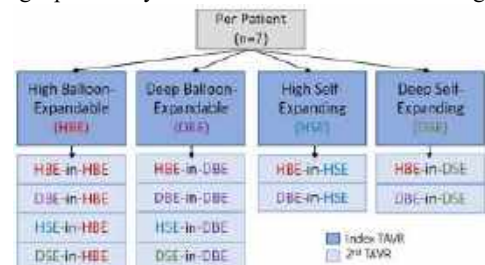 Per Patient
(n=7)
High Balloon-
Expandable
(HBE)
Deep Balloon-
Expandable
(DBE)
High Self-
Expanding
(HSE)
Deep Self-
Expanding
(DSE)
HBE-in-HBE
HBE-in-DBE
HBE-in-HSE
HBE-in-DSE
DBE-in-HBE
DBE-in-DBE
DBE-in-HSE
DBE-in-DSE
HSE-in-HBE
HSE-in-DBE
Index TAVR
DSE-in-HBE
DSE-in-DBE
2nd TAVR